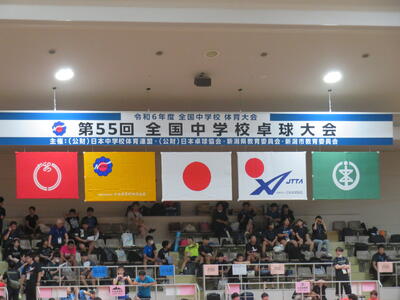 令和6年度 全国中学校 体育大会
第55回 全国中学校卓球大会
主催:(公財)日本中学校体育連盟・(公財)日本卓球協会・新潟県教育委員会・新潟市教育委員会
JTTA